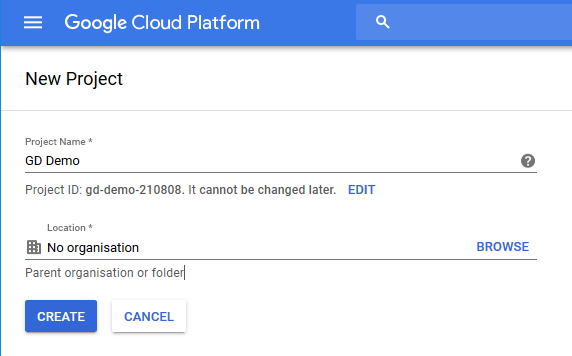 Google Cloud Platform
New Project
Project Name *
GD Demo
Project ID: gd-demo-210808. It cannot be changed later. EDIT
Location *
No organisation BROWSE
Parent organisation or folder
CREATE CANCEL